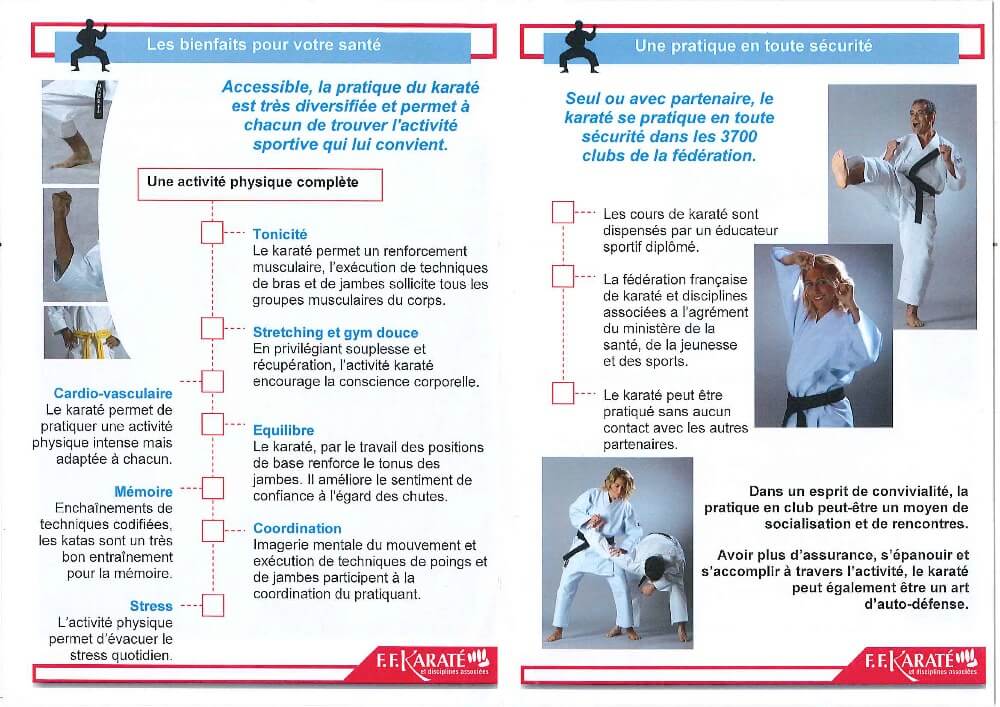 Les bienfaits pour votre santé
Accessible, la pratique du karaté
est très diversifiée et permet à
chacun de trouver l'activité
sportive qui lui convient.
Une activité physique complète
Tonicité
Le karaté permet un renforcement
musculaire, l'exécution de techniques
de bras et de jambes sollicite tous les
groupes musculaires du corps.
Stretching et gym douce
En privilégiant souplesse et
récupération, l'activité karaté
encourage la conscience corporelle.
Cardio-vasculaire
Le karaté permet de
pratiquer une activité
physique intense mais
adaptée à chacun.
Equilibre
Le karaté, par le travail des positions
de base renforce le tonus des
jambes. Il améliore le sentiment de
confiance à l'égard des chutes.
Mémoire
Enchaînements de
techniques codifiées,
les katas sont un très
bon entraînement
pour la mémoire.
Coordination
Imagerie mentale du mouvement et
exécution de techniques de poings et
de jambes participent à la
coordination du pratiquant.
Stress
L'activité physique
permet d'évacuer le
stress quotidien.
F.F.KARATÉ
et disciplines associées
Une pratique en toute sécurité
Seul ou avec partenaire, le
karaté se pratique en toute
sécurité dans les 3700
clubs de la fédération.
Les cours de karaté sont
dispensés par un éducateur
sportif diplômé.
La fédération française
de karaté et disciplines
associées a l'agrément
du ministère de la
santé, de la jeunesse
et des sports.
Le karaté peut être
pratiqué sans aucun
contact avec les autres
partenaires.
Dans un esprit de convivialité, la
pratique en club peut-être un moyen de
socialisation et de rencontres.
Avoir plus d'assurance, s'épanouir et
s'accomplir à travers l'activité, le karaté
peut également être un art
d'auto-défense.
F.F.KARATÉ
et disciplines associées